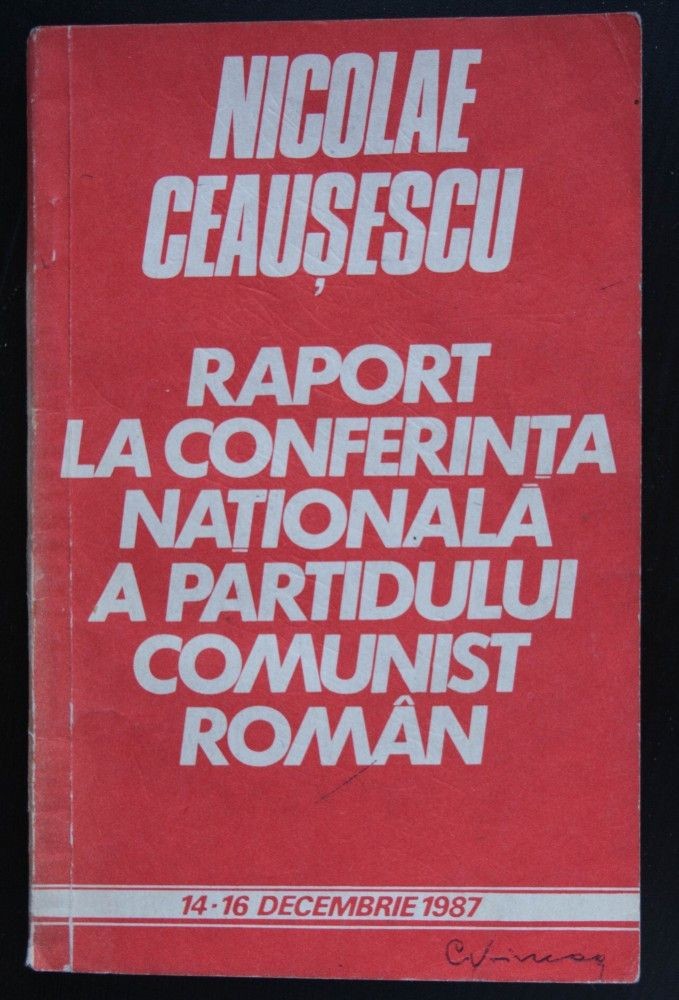 NICOLAE
CEAUȘESCU
RAPORT
LA CONFERINȚA
NAȚIONALĂ
A PARTIDULUI
COMUNIST
ROMÂN
14-16 DECEMBRIE 1987